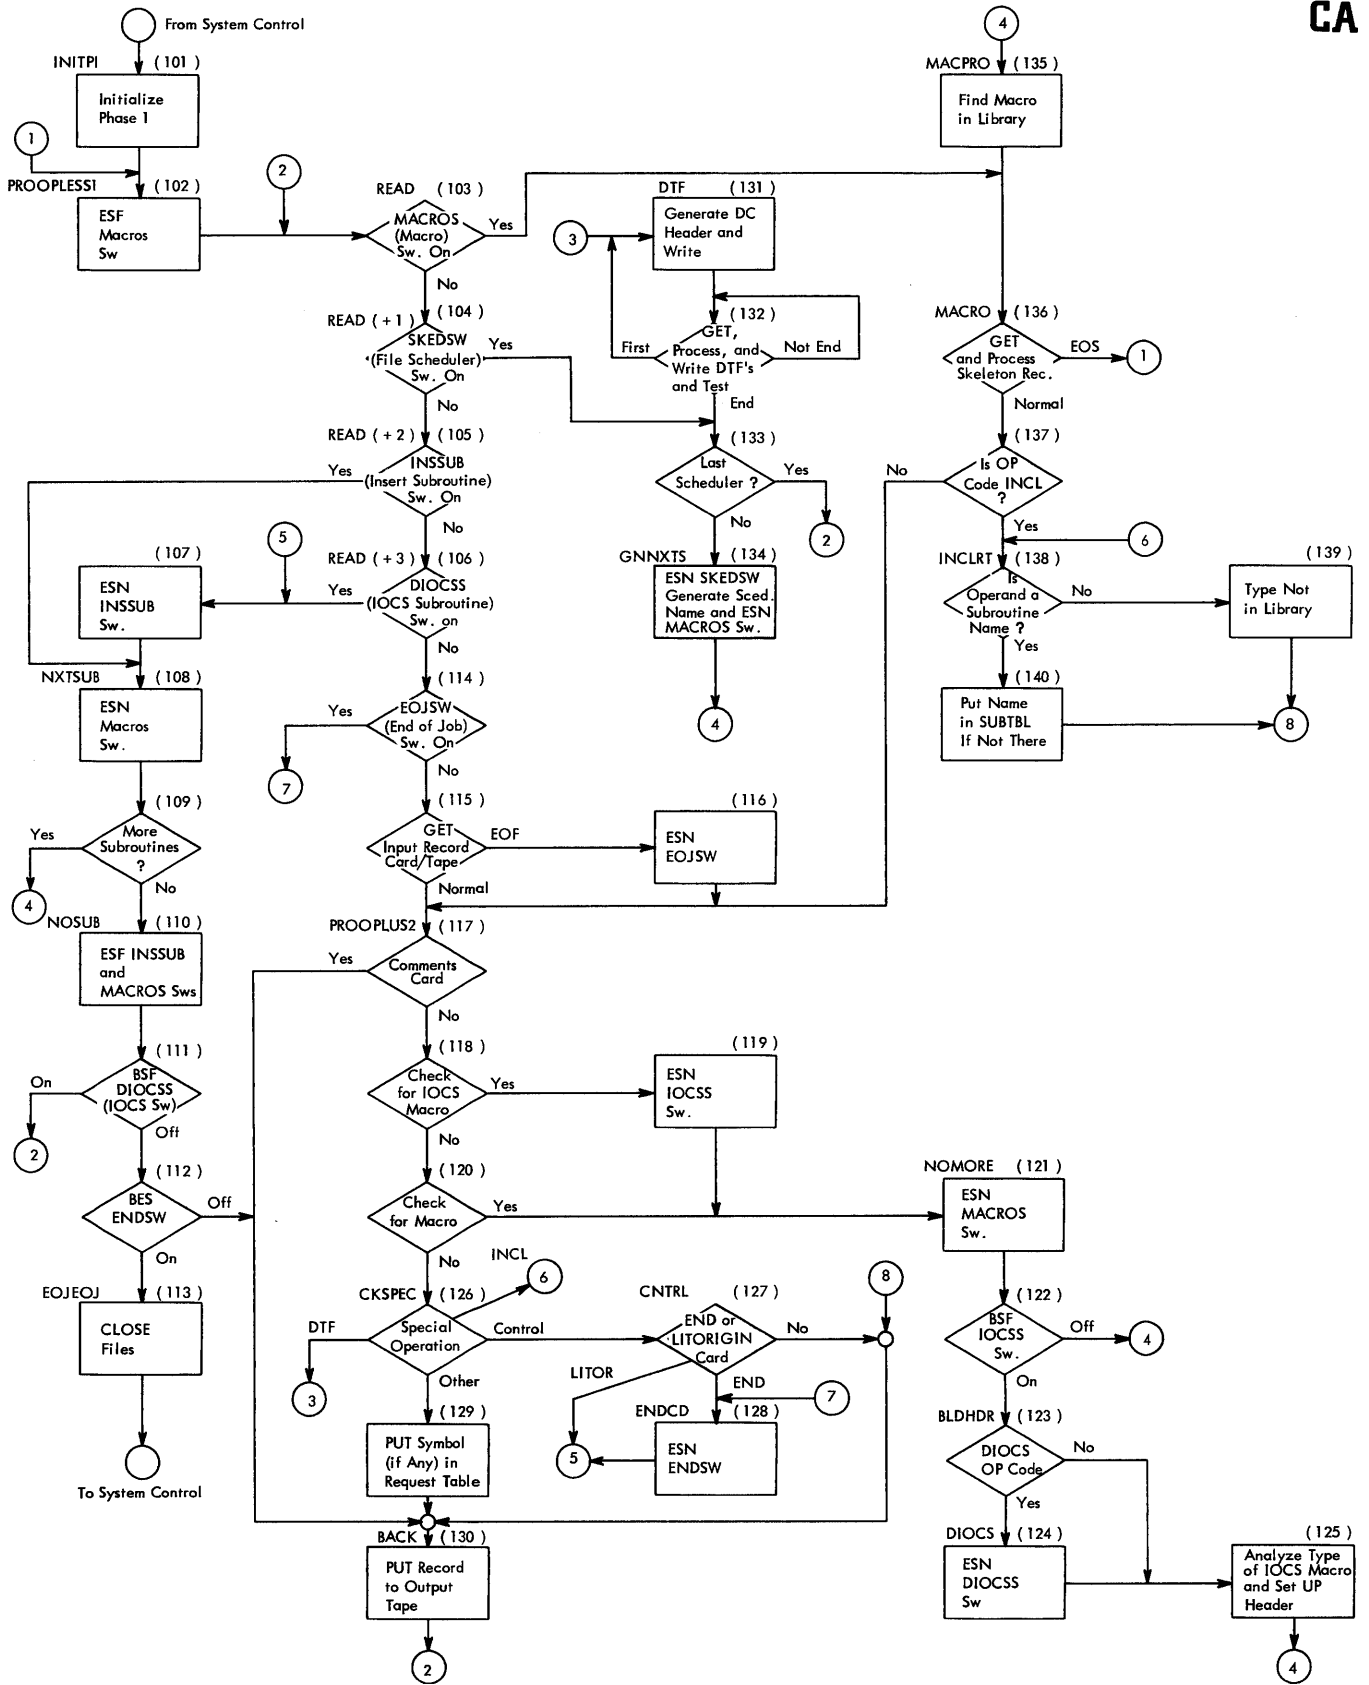 CA
From System Control
INITPI (101)
Initialize
Phase 1
1
PROOPLESS1 (102)
ESF
Macros
Sw
2
READ (103)
MACROS
(Macro)
Sw. On
Yes
No
READ (+1) (104)
SKEDSW
(File Scheduler)
Sw. On
Yes
No
READ (+2) (105)
INSSUB
(Insert Subroutine)
Sw. On
Yes
No
5
READ (+3) (106)
DIOCSS
(IOCS Subroutine)
Sw. on
Yes
No
(107)
ESN
INSSUB
Sw.
NXTSUB (108)
ESN
Macros
Sw.
(109)
More
Subroutines
?
Yes
4
No
NOSUB (110)
ESF INSSUB
and
MACROS Sws
(111)
BSF
DIOCSS
(IOCS Sw)
On
2
Off
(112)
BES
ENDSW
Off
On
EOJEOJ (113)
CLOSE
Files
To System Control
(114)
EOJSW
(End of Job)
Sw. On
Yes
7
No
(115)
GET
Input Record
Card/Tape
EOF
Normal
(116)
ESN
EOJSW
PROOPLUS2 (117)
Comments
Card
Yes
No
(118)
Check
for IOCS
Macro
Yes
No
(119)
ESN
IOCSS
Sw.
(120)
Check
for Macro
Yes
No
INCL
6
CKSPEC (126)
Special
Operation
DTF
3
Control
Other
CNTRL (127)
END or
LITORIGIN
Card
No
8
LITOR
5
END
7
ENDCD (128)
ESN
ENDSW
(129)
PUT Symbol
(if Any) in
Request Table
BACK (130)
PUT Record
to Output
Tape
2
DTF (131)
Generate DC
Header and
Write
3
(132)
GET,
Process, and
Write DTF's
and Test
First
Not End
End
(133)
Last
Scheduler ?
Yes
2
No
GNNXTS (134)
ESN SKEDSW
Generate Sced.
Name and ESN
MACROS Sw.
4
4
MACPRO (135)
Find Macro
in Library
MACRO (136)
GET
and Process
Skeleton Rec.
EOS
1
Normal
(137)
Is OP
Code INCL
?
No
Yes
6
INCLRT (138)
Is
Operand a
Subroutine
Name ?
No
Yes
(139)
Type Not
in Library
(140)
Put Name
in SUBTBL
If Not There
8
NOMORE (121)
ESN
MACROS
Sw.
(122)
BSF
IOCSS
Sw.
Off
4
On
BLDHDR (123)
DIOCS
OP Code
No
Yes
DIOCS (124)
ESN
DIOCSS
Sw
(125)
Analyze Type
of IOCS Macro
and Set UP
Header
4